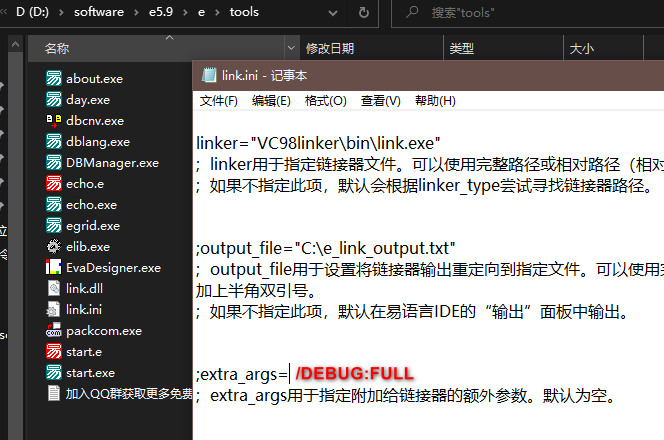 D (D:) > software > e5.9 > e > tools
搜索"tools"
名称 修改日期 类型 大小
about.exe
day.exe
dbcnv.exe
dblang.exe
DBManager.exe
echo.e
echo.exe
egrid.exe
elib.exe
EvaDesigner.exe
link.dll
link.ini
packcom.exe
start.e
start.exe
加入QQ群获取更多免费
link.ini - 记事本
文件(F) 编辑(E) 格式(O) 查看(V) 帮助(H)
linker="VC98linker\bin\link.exe"
; linker用于指定链接器文件。可以使用完整路径或相对路径（相对
; 如果不指定此项，默认会根据linker_type尝试寻找链接器路径。
;output_file="C:\e_link_output.txt"
; output_file用于设置将链接器输出重定向到指定文件。可以使用完
加上半角双引号。
; 如果不指定此项，默认在易语言IDE的“输出”面板中输出。
;extra_args= /DEBUG:FULL
; extra_args用于指定附加给链接器的额外参数。默认为空。